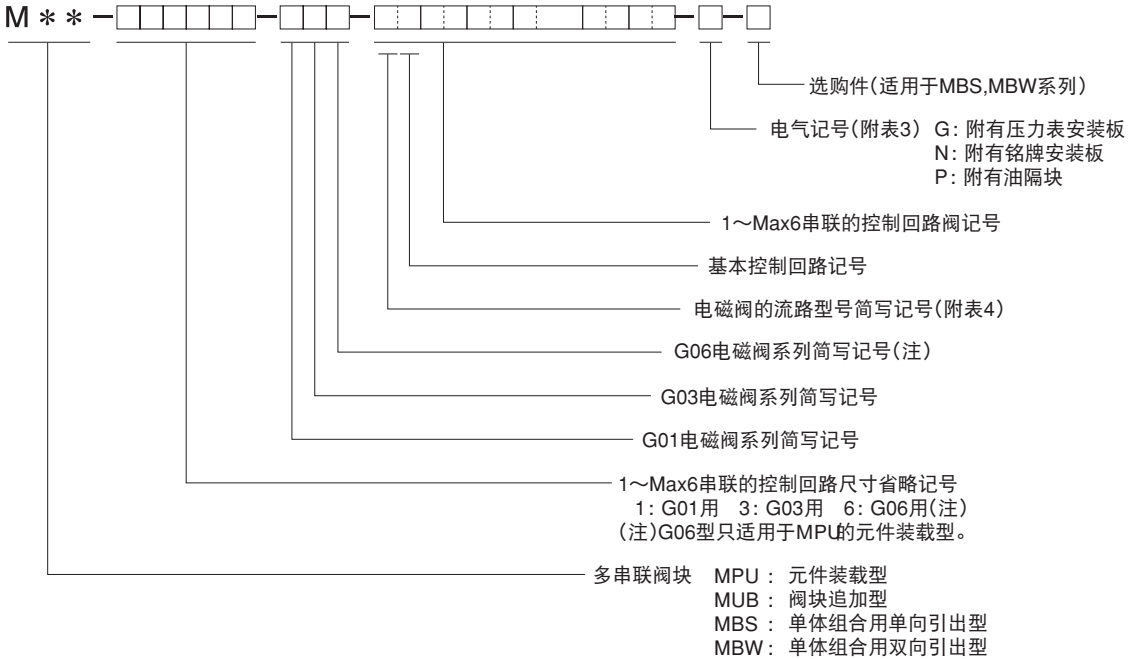 M＊＊－□□□□□□－□□□－□□□□□□□□□□□□－□－□
选购件(适用于MBS,MBW系列)
电气记号(附表3) G: 附有压力表安装板
N: 附有铭牌安装板
P: 附有油隔块
1～Max6串联的控制回路阀记号
基本控制回路记号
电磁阀的流路型号简写记号(附表4)
G06电磁阀系列简写记号(注)
G03电磁阀系列简写记号
G01电磁阀系列简写记号
1～Max6串联的控制回路尺寸省略记号
1: G01用 3: G03用 6: G06用(注)
(注)G06型只适用于MPU的元件装载型。
多串联阀块 MPU : 元件装载型
MUB : 阀块追加型
MBS : 单体组合用单向引出型
MBW : 单体组合用双向引出型